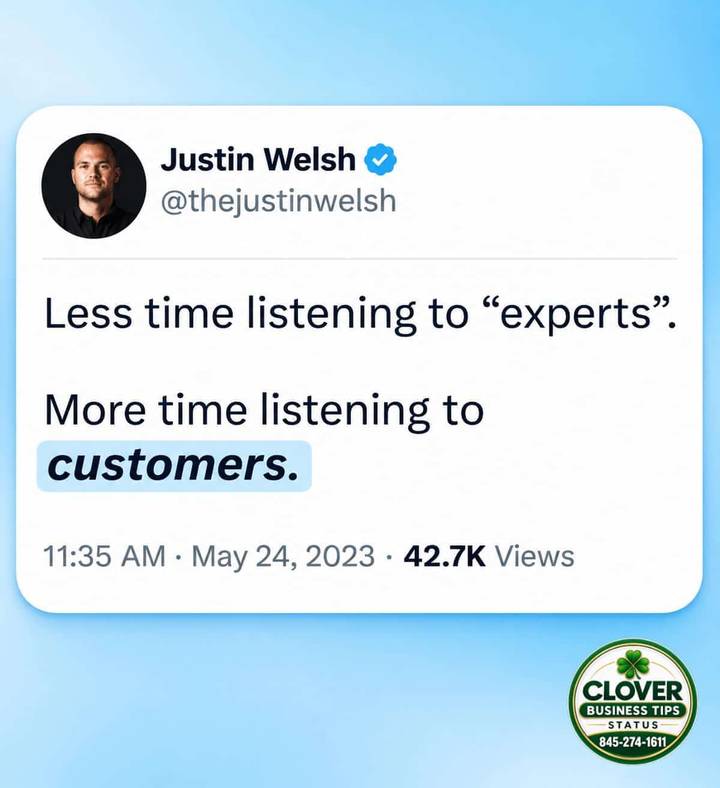 Justin Welsh
@thejustinwelsh
Less time listening to “experts”.
More time listening to
customers.
11:35 AM · May 24, 2023 · 42.7K Views
CLOVER
BUSINESS TIPS
STATUS
845-274-1611